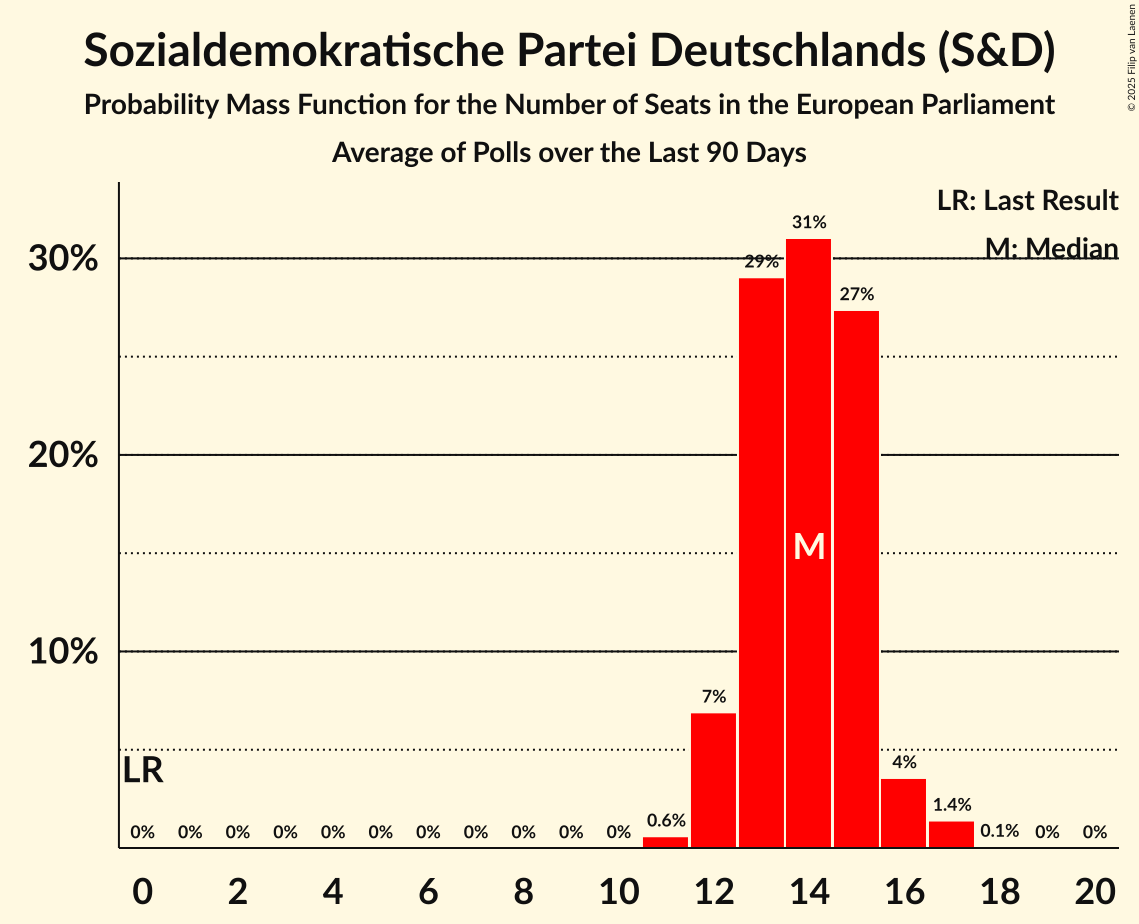 Sozialdemokratische Partei Deutschlands (S&D)
Probability Mass Function for the Number of Seats in the European Parliament
Average of Polls over the Last 90 Days
© 2025 Filip van Laenen
LR: Last Result
M: Median
30%
20%
10%
31%
29%
27%
M
7%
LR
4%
1.4%
0% 0% 0% 0% 0% 0% 0% 0% 0% 0% 0% 0.6% 0.1% 0% 0%
0 2 4 6 8 10 12 14 16 18 20